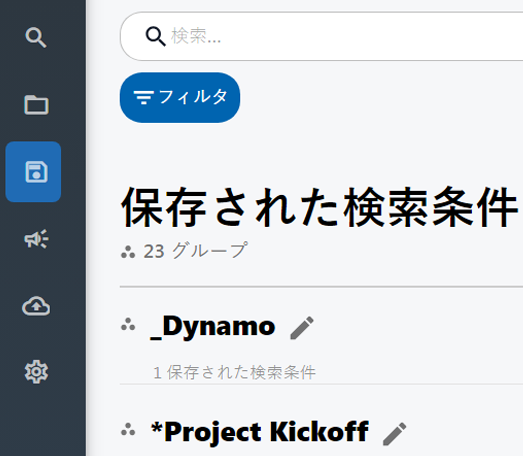 検索...
フィルタ
保存された検索条件
23 グループ
_Dynamo
1 保存された検索条件
*Project Kickoff